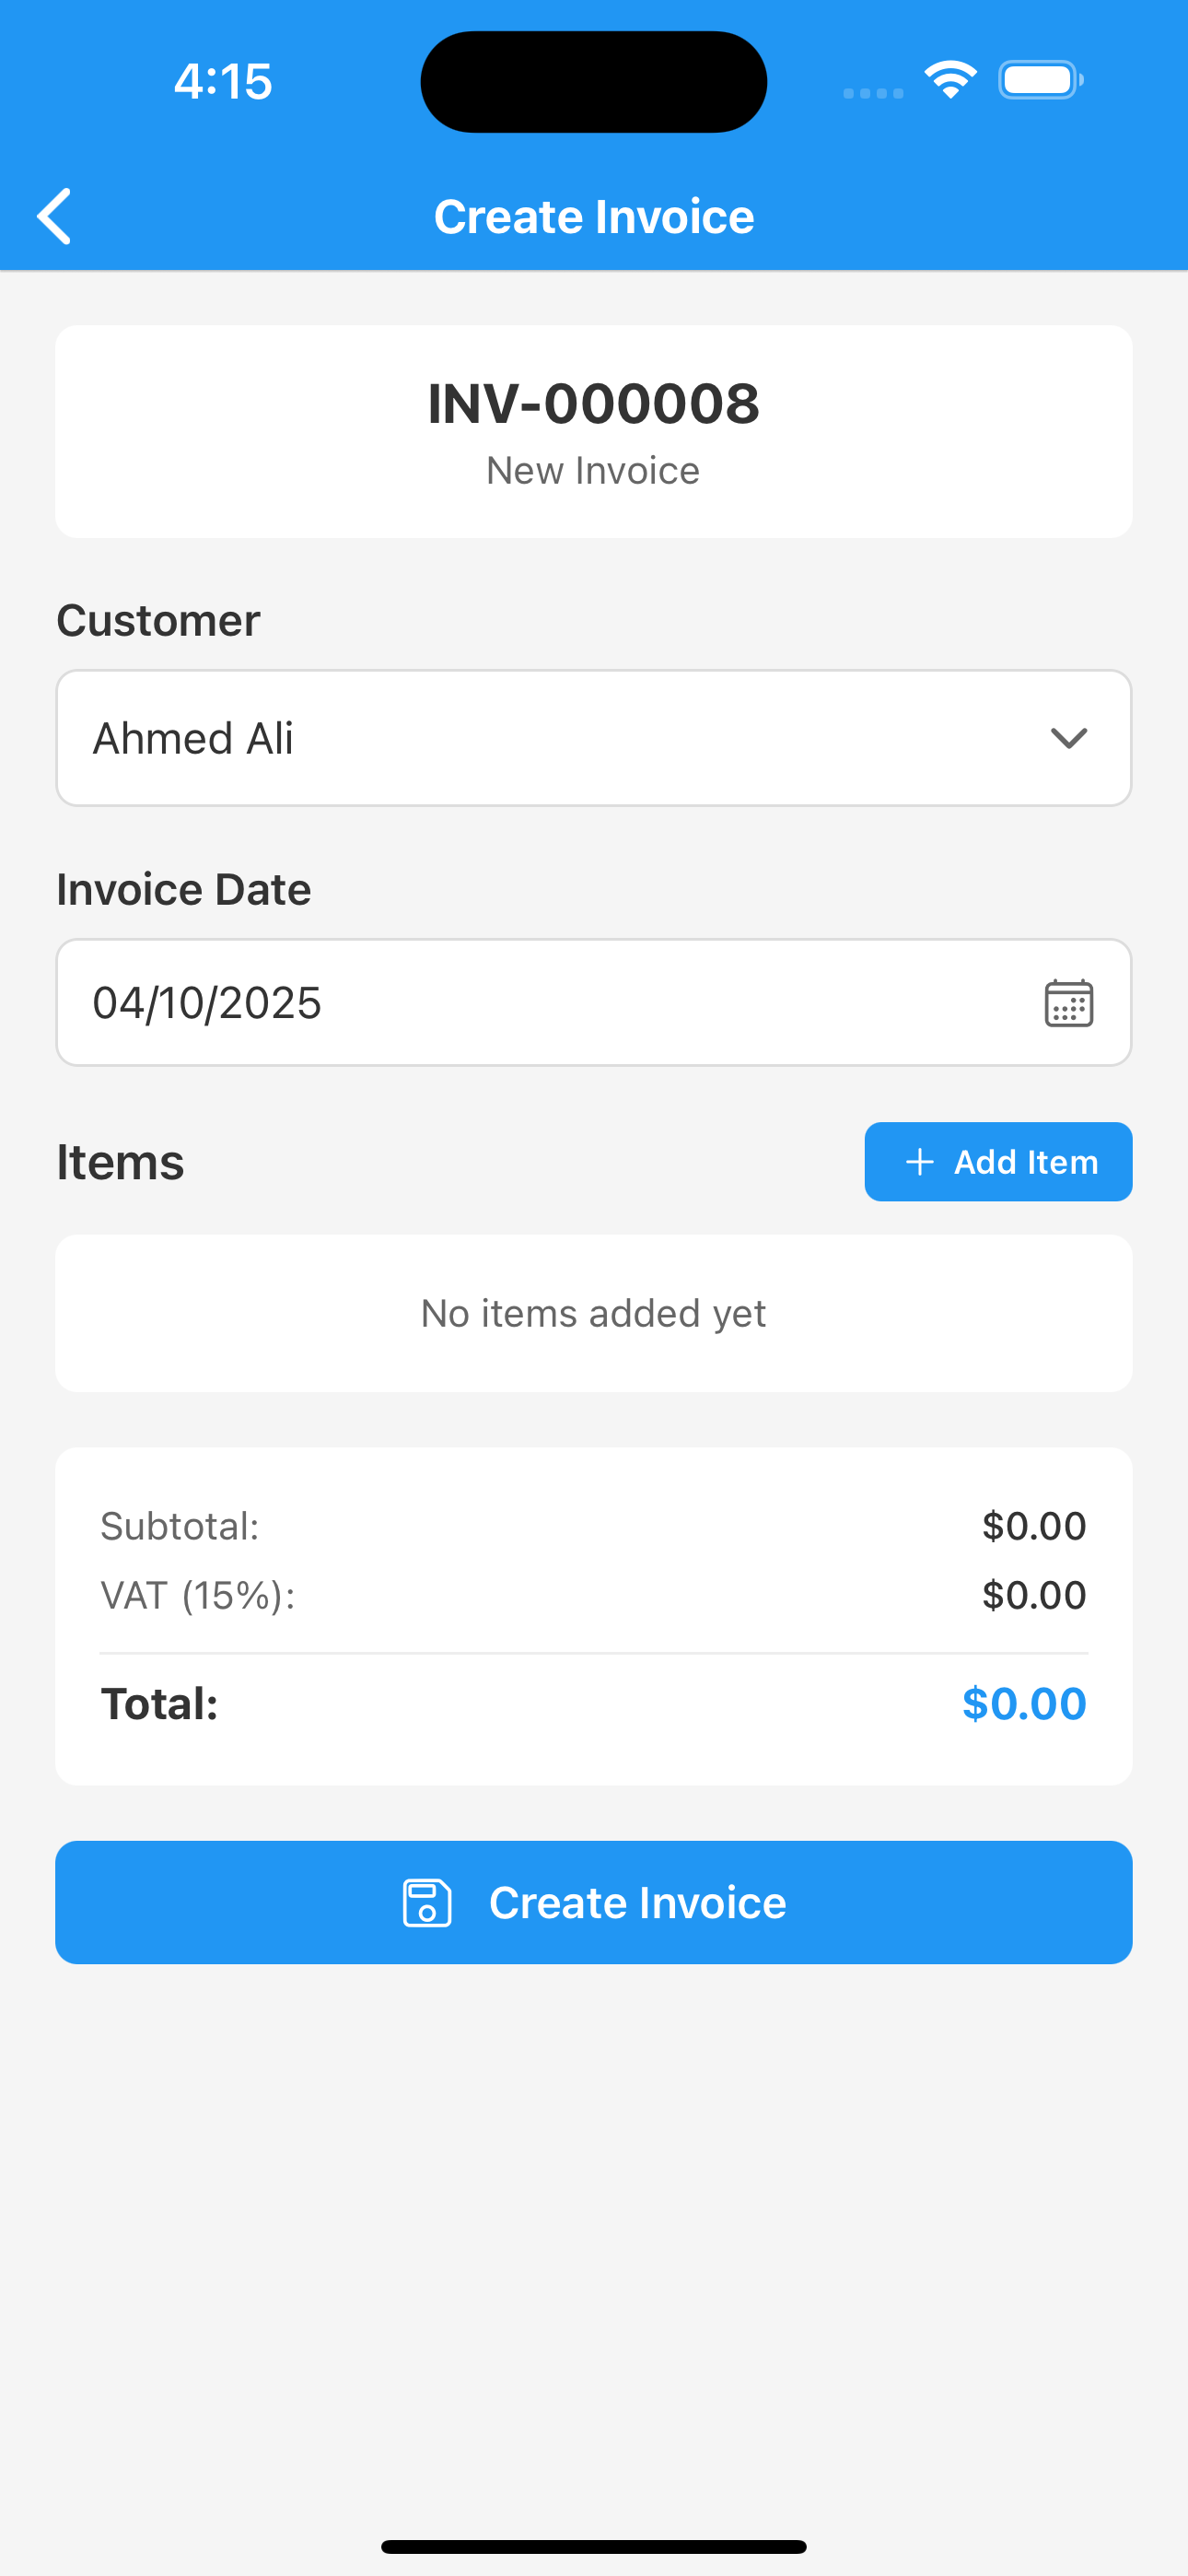 4:15
Create Invoice
INV-000008
New Invoice
Customer
Ahmed Ali
Invoice Date
04/10/2025
Items
+ Add Item
No items added yet
Subtotal: $0.00
VAT (15%): $0.00
Total: $0.00
Create Invoice